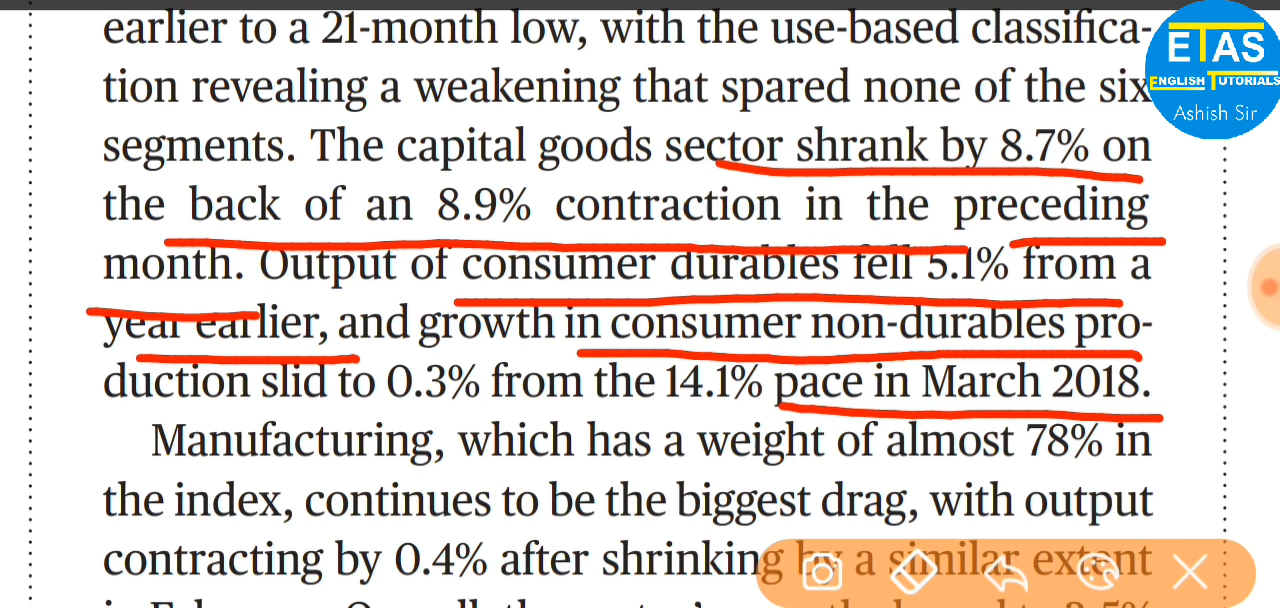 earlier to a 21-month low, with the use-based classifica-
tion revealing a weakening that spared none of the six
segments. The capital goods sector shrank by 8.7% on
the back of an 8.9% contraction in the preceding
month. Output of consumer durables fell 5.1% from a
year earlier, and growth in consumer non-durables pro-
duction slid to 0.3% from the 14.1% pace in March 2018.
Manufacturing, which has a weight of almost 78% in
the index, continues to be the biggest drag, with output
contracting by 0.4% after shrinking by a similar extent
ETAS
ENGLISH TUTORIALS
Ashish Sir